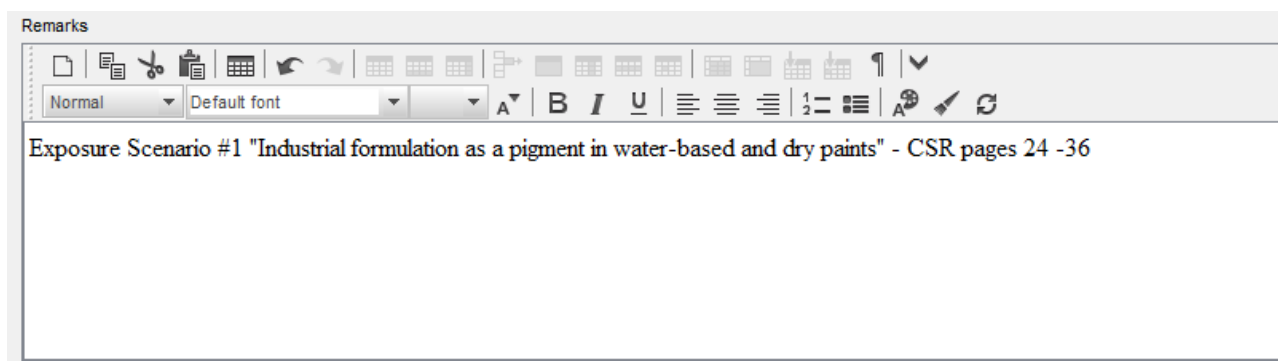 Remarks
Normal
Default font
Exposure Scenario #1 "Industrial formulation as a pigment in water-based and dry paints" - CSR pages 24 -36